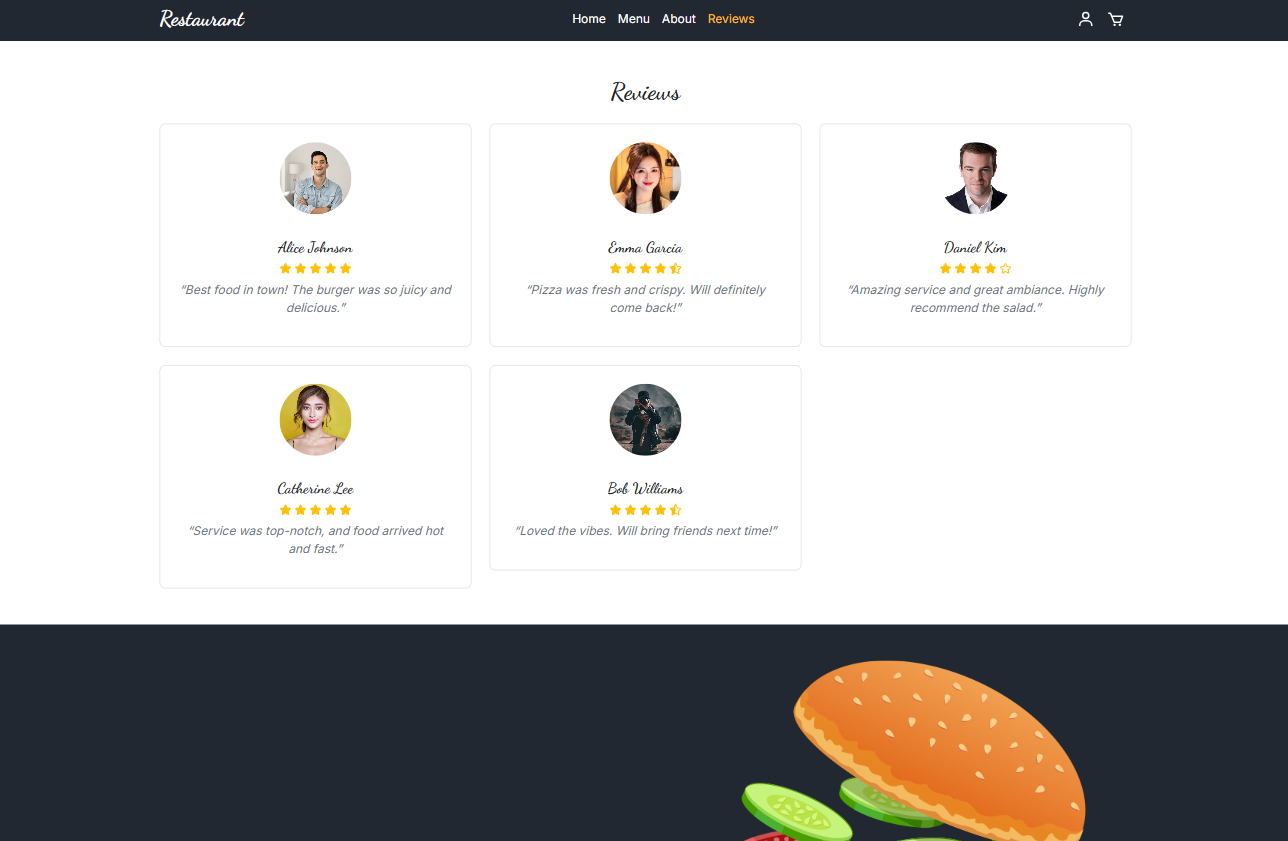 Restaurant
Home Menu About Reviews
Reviews
Alice Johnson
“Best food in town! The burger was so juicy and
delicious.”
Emma Garcia
“Pizza was fresh and crispy. Will definitely
come back!”
Daniel Kim
“Amazing service and great ambiance. Highly
recommend the salad.”
Catherine Lee
“Service was top-notch, and food arrived hot
and fast.”
Bob Williams
“Loved the vibes. Will bring friends next time!”